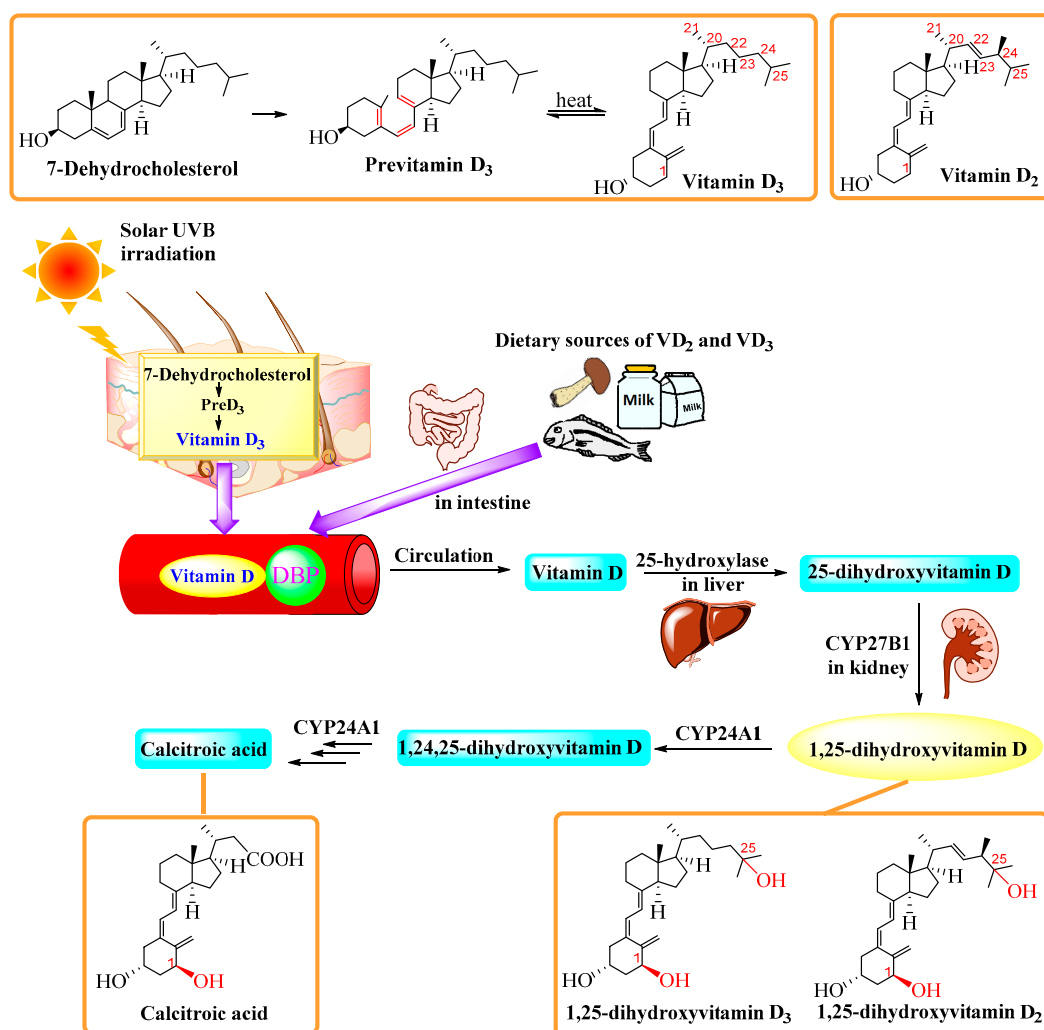 HO
H
H
7-Dehydrocholesterol
HO
H
H
Previtamin D3
heat
21
20
22
23
24
25
H
H
1
HO
Vitamin D3
21
20
22
23
24
25
H
H
1
HO
Vitamin D2
Solar UVB
irradiation
7-Dehydrocholesterol
PreD3
Vitamin D3
Dietary sources of VD2 and VD3
Milk
Milk
in intestine
Vitamin D
DBP
Circulation
Vitamin D
25-hydroxylase
in liver
25-dihydroxyvitamin D
CYP27B1
in kidney
1,25-dihydroxyvitamin D
CYP24A1
1,24,25-dihydroxyvitamin D
CYP24A1
Calcitroic acid
H
COOH
H
1
HO
OH
Calcitroic acid
25
OH
H
H
1
HO
OH
1,25-dihydroxyvitamin D3
25
OH
H
H
1
HO
OH
1,25-dihydroxyvitamin D2